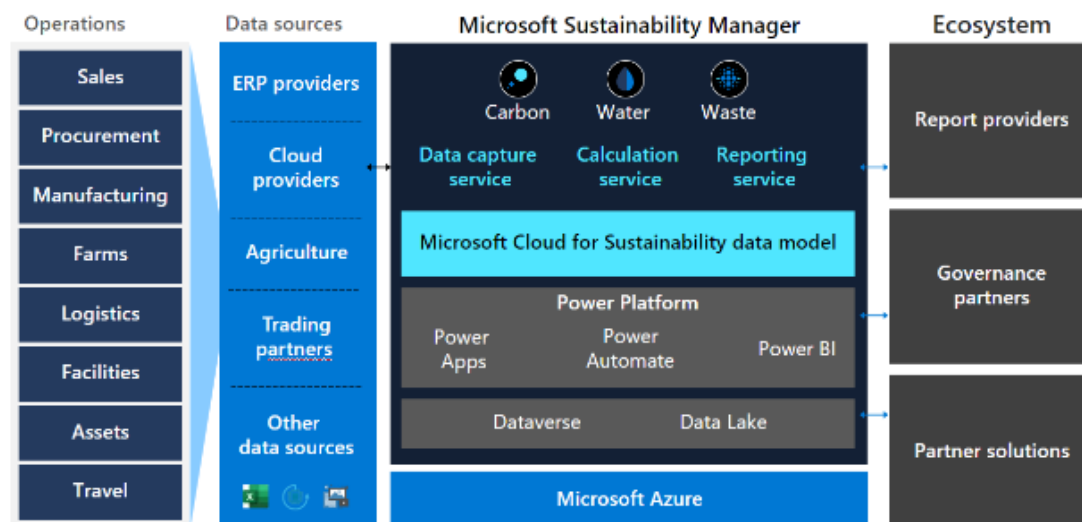 Operations
Sales
Procurement
Manufacturing
Farms
Logistics
Facilities
Assets
Travel
Data sources
ERP providers
Cloud
providers
Agriculture
Trading
partners
Other
data sources
Microsoft Sustainability Manager
Carbon
Water
Waste
Data capture
service
Calculation
service
Reporting
service
Microsoft Cloud for Sustainability data model
Power Platform
Power
Apps
Power
Automate
Power BI
Dataverse
Data Lake
Microsoft Azure
Ecosystem
Report providers
Governance
partners
Partner solutions